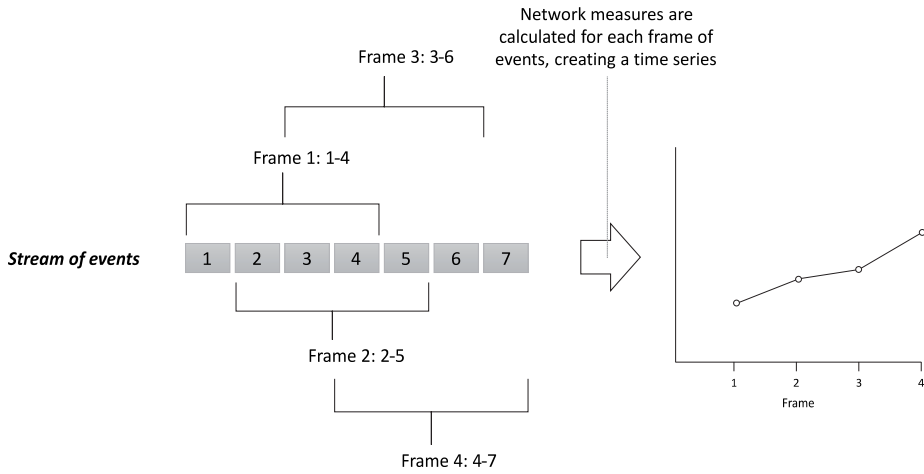 Network measures are
calculated for each frame of
events, creating a time series
Frame 3: 3-6
Frame 1: 1-4
Stream of events
1 2 3 4 5 6 7
Frame 2: 2-5
Frame 4: 4-7
1 2 3 4
Frame